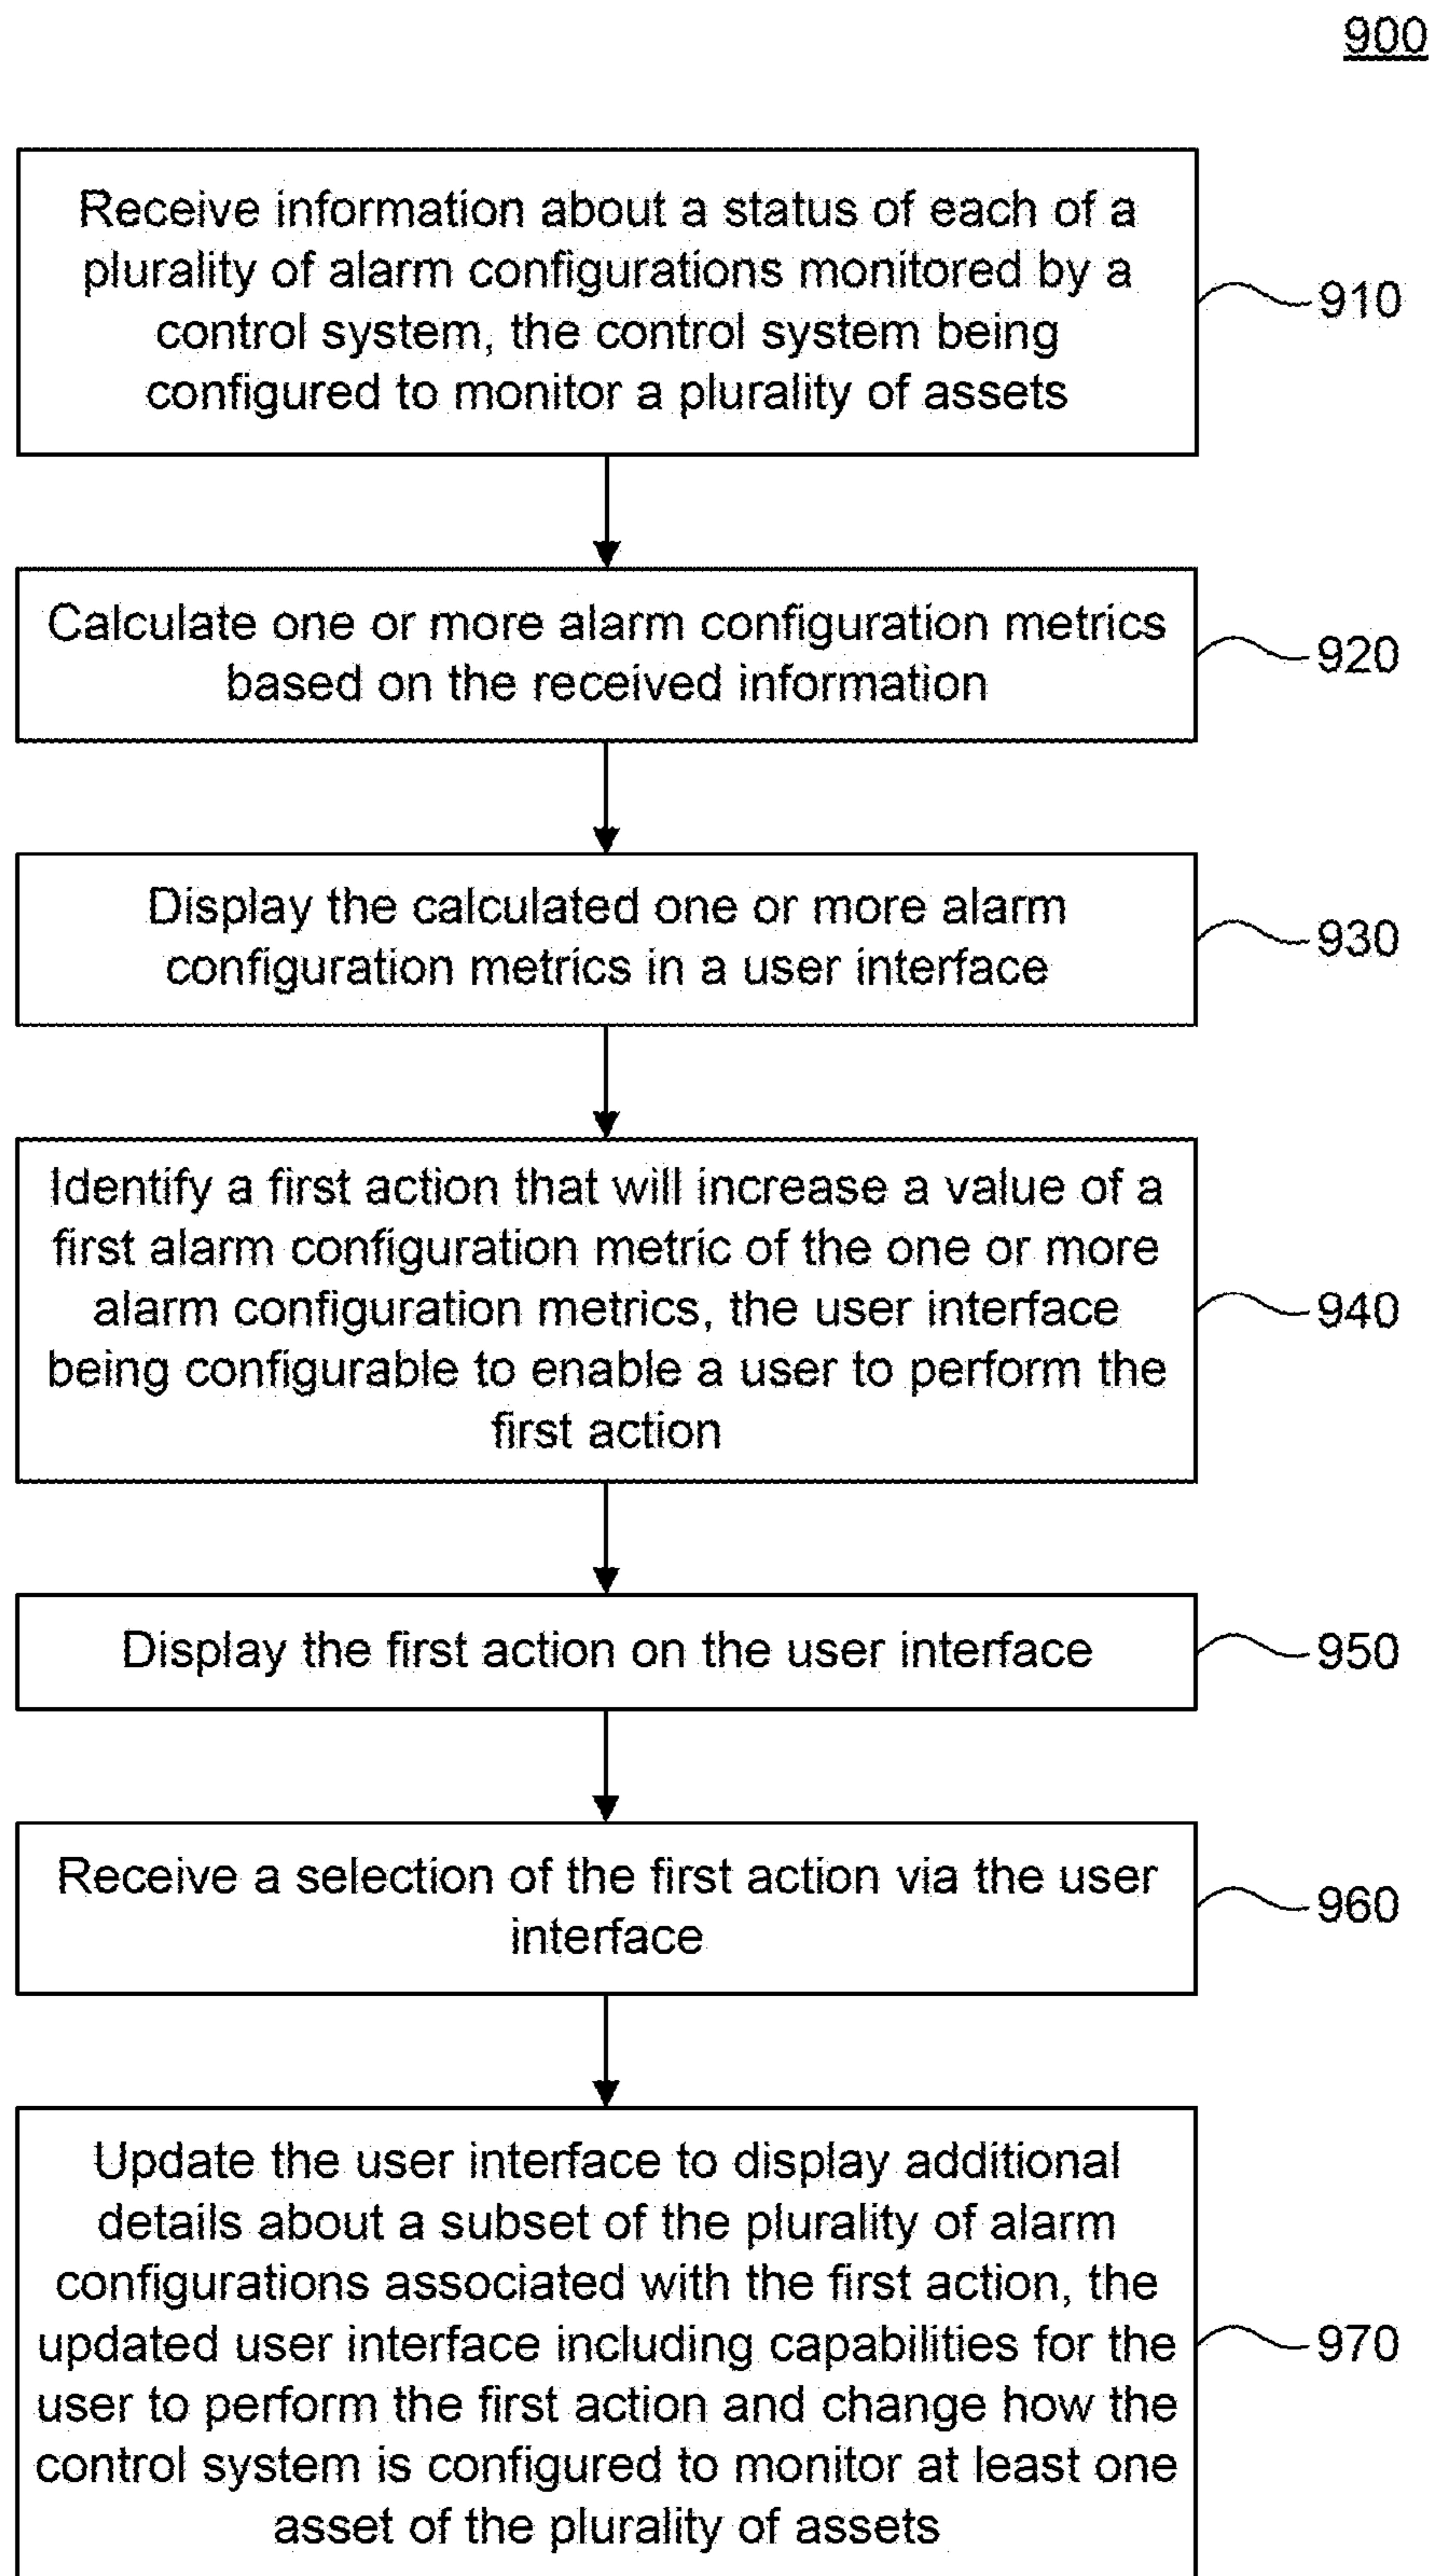 900
Receive information about a status of each of a
plurality of alarm configurations monitored by a
control system, the control system being
configured to monitor a plurality of assets
910
Calculate one or more alarm configuration metrics
based on the received information
920
Display the calculated one or more alarm
configuration metrics in a user interface
930
Identify a first action that will increase a value of a
first alarm configuration metric of the one or more
alarm configuration metrics, the user interface
being configurable to enable a user to perform the
first action
940
Display the first action on the user interface
950
Receive a selection of the first action via the user
interface
960
Update the user interface to display additional
details about a subset of the plurality of alarm
configurations associated with the first action, the
updated user interface including capabilities for the
user to perform the first action and change how the
control system is configured to monitor at least one
asset of the plurality of assets
970